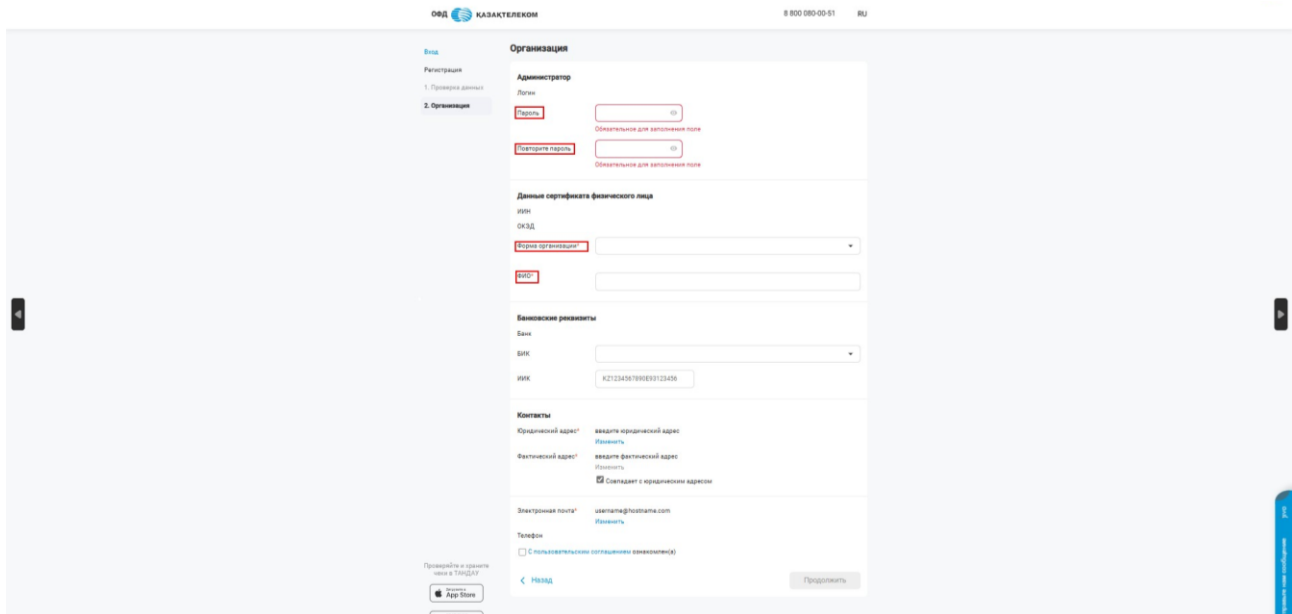 ОФД ҚАЗАҚТЕЛЕКОМ
8 800 080-00-51 RU
Вход
Регистрация
1. Проверка данных
2. Организация
Организация
Администратор
Логин
Пароль
Обязательное для заполнения поле
Повторите пароль
Обязательное для заполнения поле
Данные сертификата физического лица
ИИН
ОКЭД
Форма организации*
ФИО*
Банковские реквизиты
Банк
БИК
ИИК KZ1234567890E93123456
Контакты
Юридический адрес* введите юридический адрес
Изменить
Фактический адрес* введите фактический адрес
Изменить
Совпадает с юридическим адресом
Электронная почта* username@hostname.com
Изменить
Телефон
С пользовательским соглашением ознакомлен(а)
Назад
Продолжить
Проверяйте и храните
чеки в ТАНДАУ
App Store